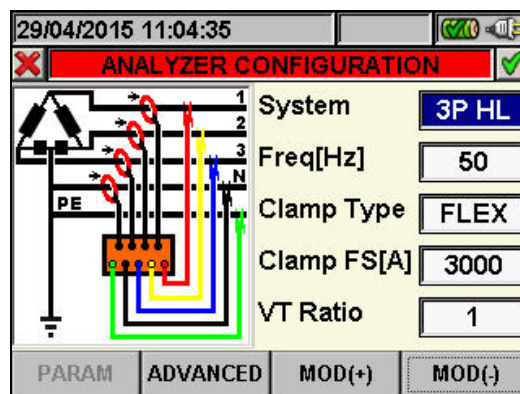 29/04/2015 11:04:35
ANALYZER CONFIGURATION
1
2
3
N
PE
System 3P HL
Freq[Hz] 50
Clamp Type FLEX
Clamp FS[A] 3000
VT Ratio 1
PARAM ADVANCED MOD(+) MOD(-)